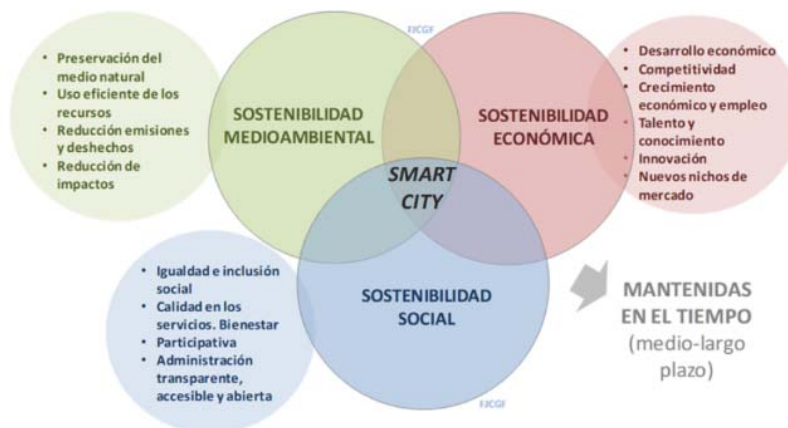 FJCGF
• Preservación del
medio natural
• Uso eficiente de los
recursos
• Reducción emisiones
y deshechos
• Reducción de
impactos
SOSTENIBILIDAD
MEDIOAMBIENTAL
SOSTENIBILIDAD
ECONÓMICA
• Desarrollo económico
• Competitividad
• Crecimiento
económico y empleo
• Talento y
conocimiento
• Innovación
• Nuevos nichos de
mercado
SMART
CITY
• Igualdad e inclusión
social
• Calidad en los
servicios. Bienestar
• Participativa
• Administración
transparente,
accesible y abierta
SOSTENIBILIDAD
SOCIAL
MANTENIDAS
EN EL TIEMPO
(medio-largo
plazo)
FJCGF